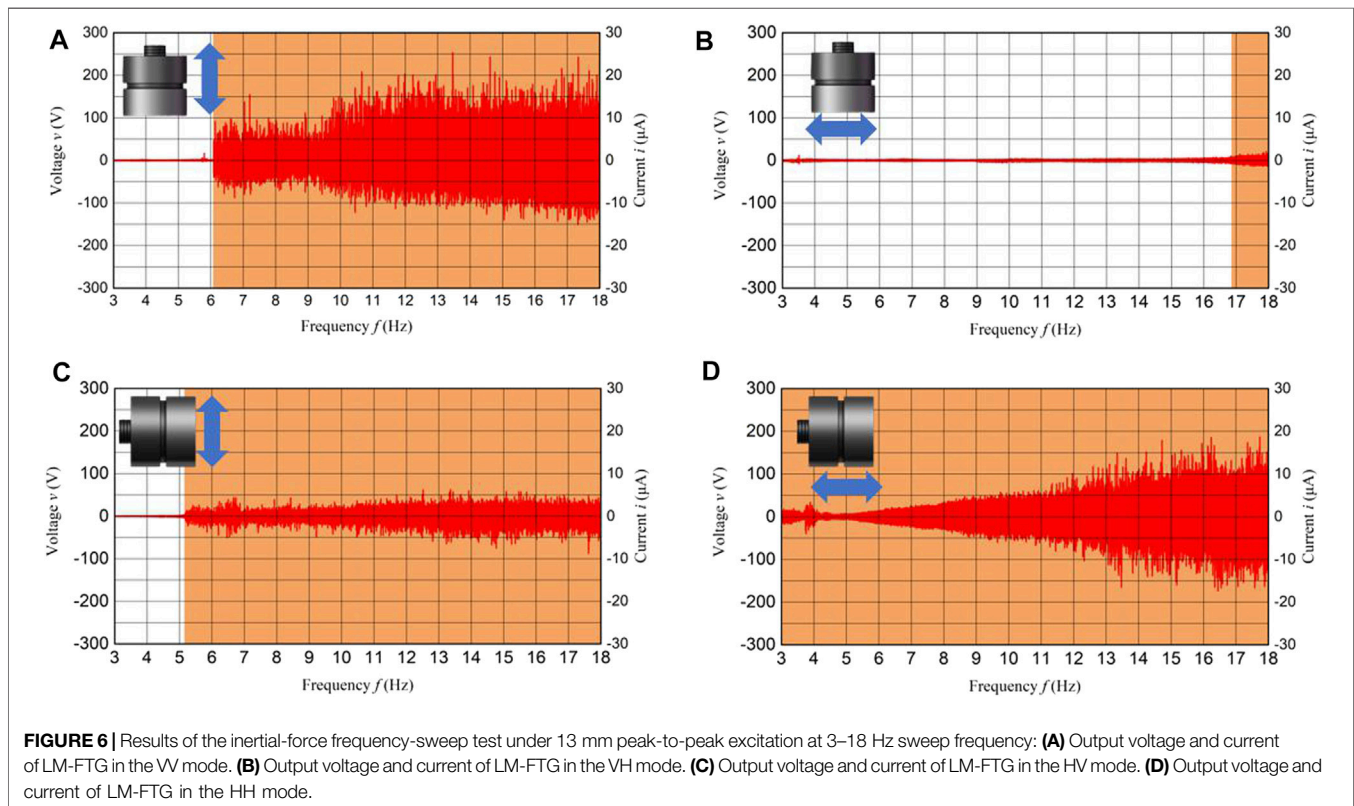 A
300
200
100
0
-100
-200
-300
Voltage v (V)
30
20
10
0
-10
-20
-30
Current i (μA)
3 4 5 6 7 8 9 10 11 12 13 14 15 16 17 18
Frequency f (Hz)
B
300
200
100
0
-100
-200
-300
Voltage v (V)
30
20
10
0
-10
-20
-30
Current i (μA)
3 4 5 6 7 8 9 10 11 12 13 14 15 16 17 18
Frequency f (Hz)
C
300
200
100
0
-100
-200
-300
Voltage v (V)
30
20
10
0
-10
-20
-30
Current i (μA)
3 4 5 6 7 8 9 10 11 12 13 14 15 16 17 18
Frequency f (Hz)
D
300
200
100
0
-100
-200
-300
Voltage v (V)
30
20
10
0
-10
-20
-30
Current i (μA)
3 4 5 6 7 8 9 10 11 12 13 14 15 16 17 18
Frequency f (Hz)
FIGURE 6 | Results of the inertial-force frequency-sweep test under 13 mm peak-to-peak excitation at 3–18 Hz sweep frequency: (A) Output voltage and current
of LM-FTG in the VV mode. (B) Output voltage and current of LM-FTG in the VH mode. (C) Output voltage and current of LM-FTG in the HV mode. (D) Output voltage and
current of LM-FTG in the HH mode.